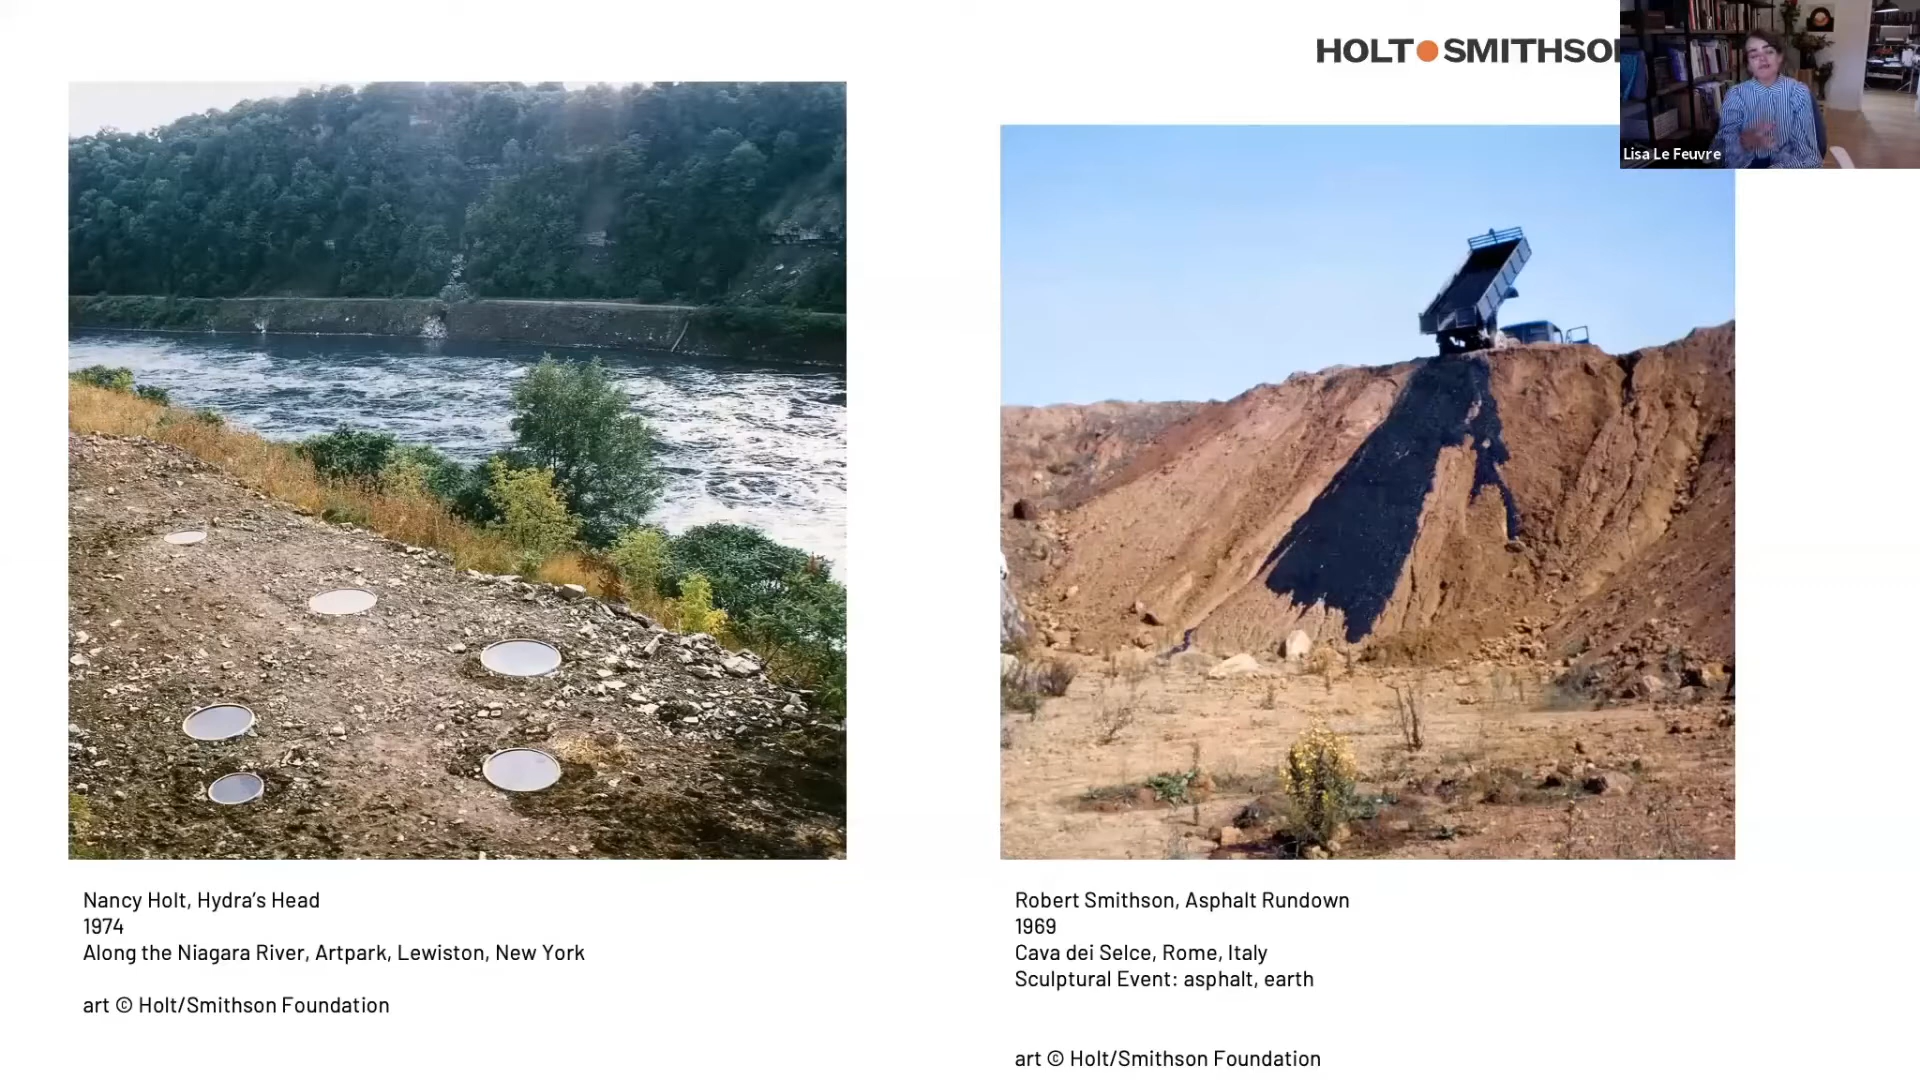 HOLT SMITHSO
Lisa Le Feuvre
Nancy Holt, Hydra’s Head
1974
Along the Niagara River, Artpark, Lewiston, New York
art © Holt/Smithson Foundation
Robert Smithson, Asphalt Rundown
1969
Cava dei Selce, Rome, Italy
Sculptural Event: asphalt, earth
art © Holt/Smithson Foundation